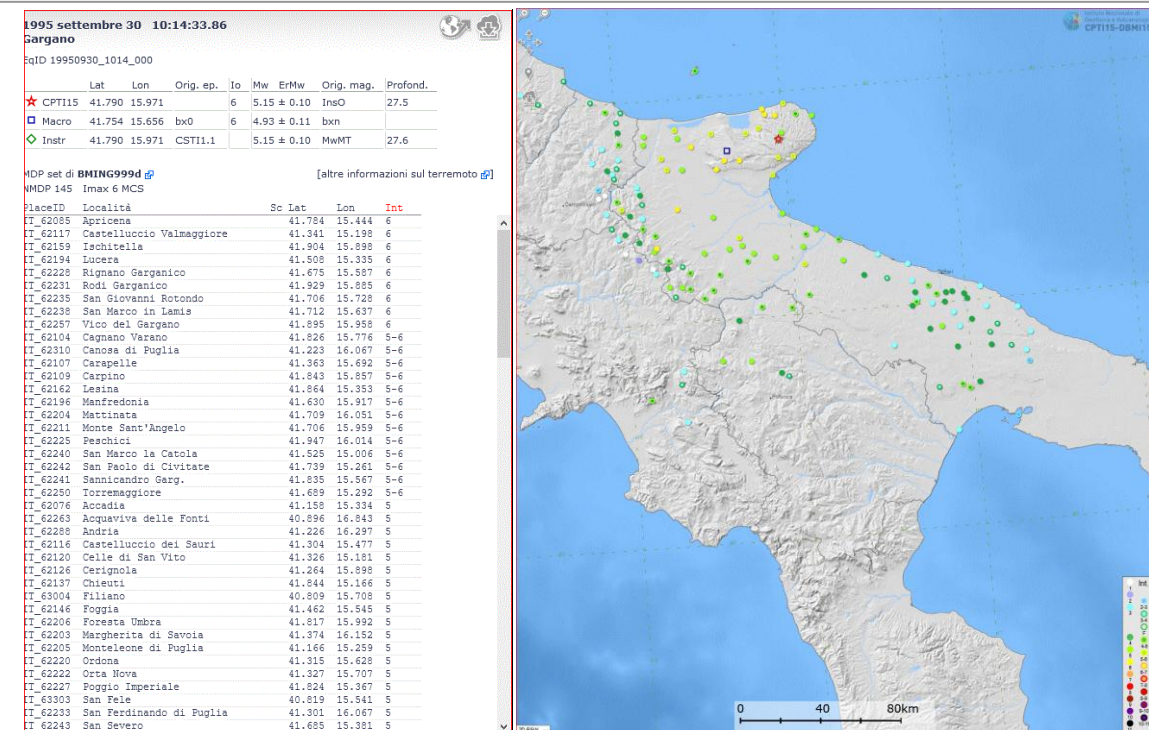 1995 settembre 30 10:14:33.86
Gargano
EqID 19950930_1014_000
Lat Lon Orig. ep. Io Mw ErMw Orig. mag. Profond.
CPTI15 41.790 15.971 6 5.15 ± 0.10 InsO 27.5
Macro 41.754 15.656 bx0 6 4.93 ± 0.11 bxn
Instr 41.790 15.971 CSTI1.1 5.15 ± 0.10 MwMT 27.6
MDP set di BMING999d [altre informazioni sul terremoto]
NMDP 145 Imax 6 MCS
PlaceID Località Sc Lat Lon Int
IT_62085 Apricena 41.784 15.444 6
IT_62117 Castelluccio Valmaggiore 41.341 15.198 6
IT_62159 Ischitella 41.904 15.898 6
IT_62194 Lucera 41.508 15.335 6
IT_62228 Rignano Garganico 41.675 15.587 6
IT_62231 Rodi Garganico 41.929 15.885 6
IT_62235 San Giovanni Rotondo 41.706 15.728 6
IT_62238 San Marco in Lamis 41.712 15.637 6
IT_62257 Vico del Gargano 41.895 15.958 6
IT_62104 Cagnano Varano 41.826 15.776 5-6
IT_62310 Canosa di Puglia 41.223 16.067 5-6
IT_62107 Carapelle 41.363 15.692 5-6
IT_62109 Carpino 41.843 15.857 5-6
IT_62162 Lesina 41.864 15.353 5-6
IT_62196 Manfredonia 41.630 15.917 5-6
IT_62204 Mattinata 41.709 16.051 5-6
IT_62211 Monte Sant'Angelo 41.706 15.959 5-6
IT_62225 Peschici 41.947 16.014 5-6
IT_62240 San Marco la Catola 41.525 15.006 5-6
IT_62242 San Paolo di Civitate 41.739 15.261 5-6
IT_62241 Sannicandro Garg. 41.835 15.567 5-6
IT_62250 Torremaggiore 41.689 15.292 5-6
IT_62076 Accadia 41.158 15.334 5
IT_62263 Acquaviva delle Fonti 40.896 16.843 5
IT_62288 Andria 41.226 16.297 5
IT_62116 Castelluccio dei Sauri 41.304 15.477 5
IT_62120 Celle di San Vito 41.326 15.181 5
IT_62126 Cerignola 41.264 15.898 5
IT_62137 Chieuti 41.844 15.166 5
IT_63004 Filiano 40.809 15.708 5
IT_62146 Foggia 41.462 15.545 5
IT_62206 Foresta Umbra 41.817 15.992 5
IT_62203 Margherita di Savoia 41.374 16.152 5
IT_62205 Monteleone di Puglia 41.166 15.259 5
IT_62220 Ordona 41.315 15.628 5
IT_62222 Orta Nova 41.327 15.707 5
IT_62227 Poggio Imperiale 41.824 15.367 5
IT_63303 San Fele 40.819 15.541 5
IT_62233 San Ferdinando di Puglia 41.301 16.067 5
IT_62243 San Severo 41.685 15.381 5
CPTI15-DBMI15
Int.
0 40 80km